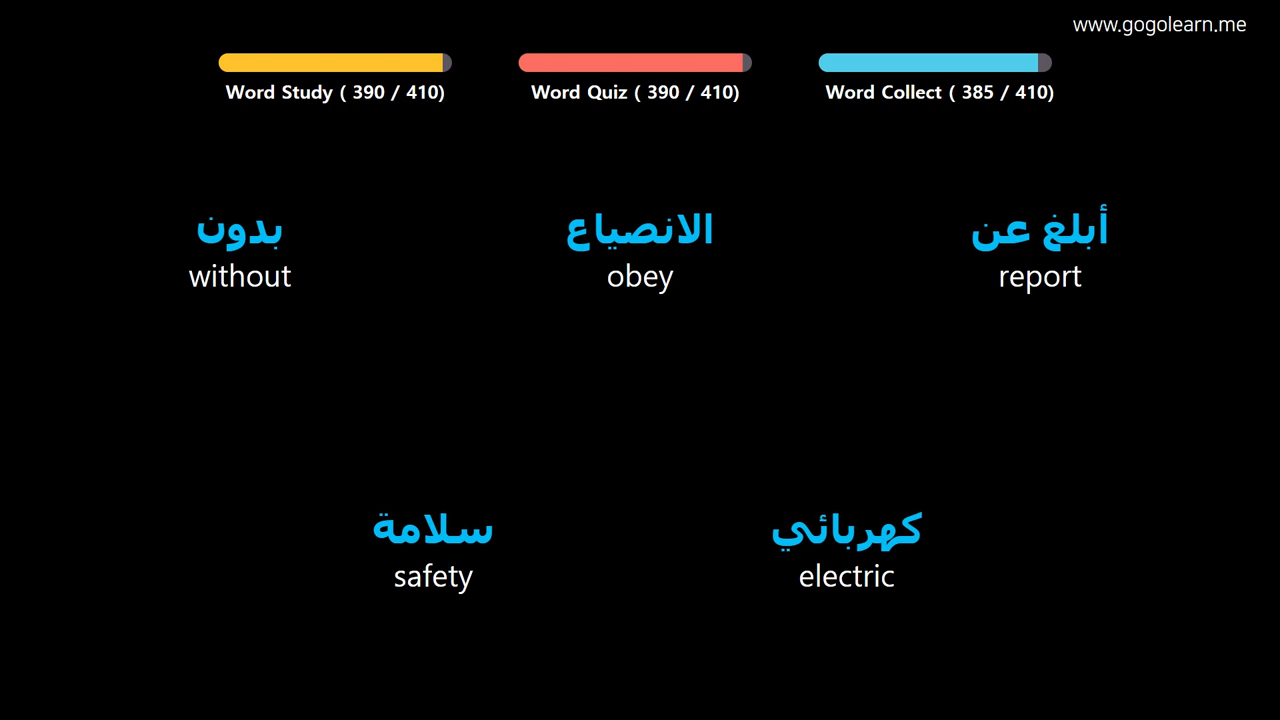 www.gogolearn.me
Word Study ( 390 / 410)
Word Quiz ( 390 / 410)
Word Collect ( 385 / 410)
بدون
without
الانصياع
obey
أبلغ عن
report
سلامة
safety
كهربائي
electric